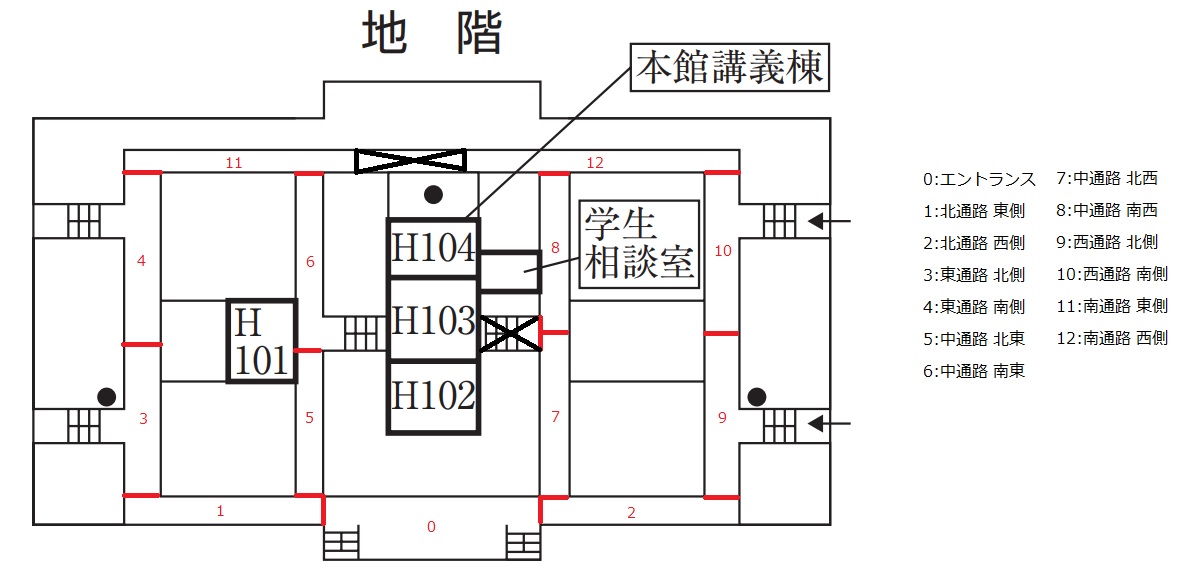 地 階
本館講義棟
11
12
学生
相談室
H104
H103
H102
H
101
4
6
8
10
3
5
7
9
1
0
2
0:エントランス
1:北通路 東側
2:北通路 西側
3:東通路 北側
4:東通路 南側
5:中通路 北東
6:中通路 南東
7:中通路 北西
8:中通路 南西
9:西通路 北側
10:西通路 南側
11:南通路 東側
12:南通路 西側